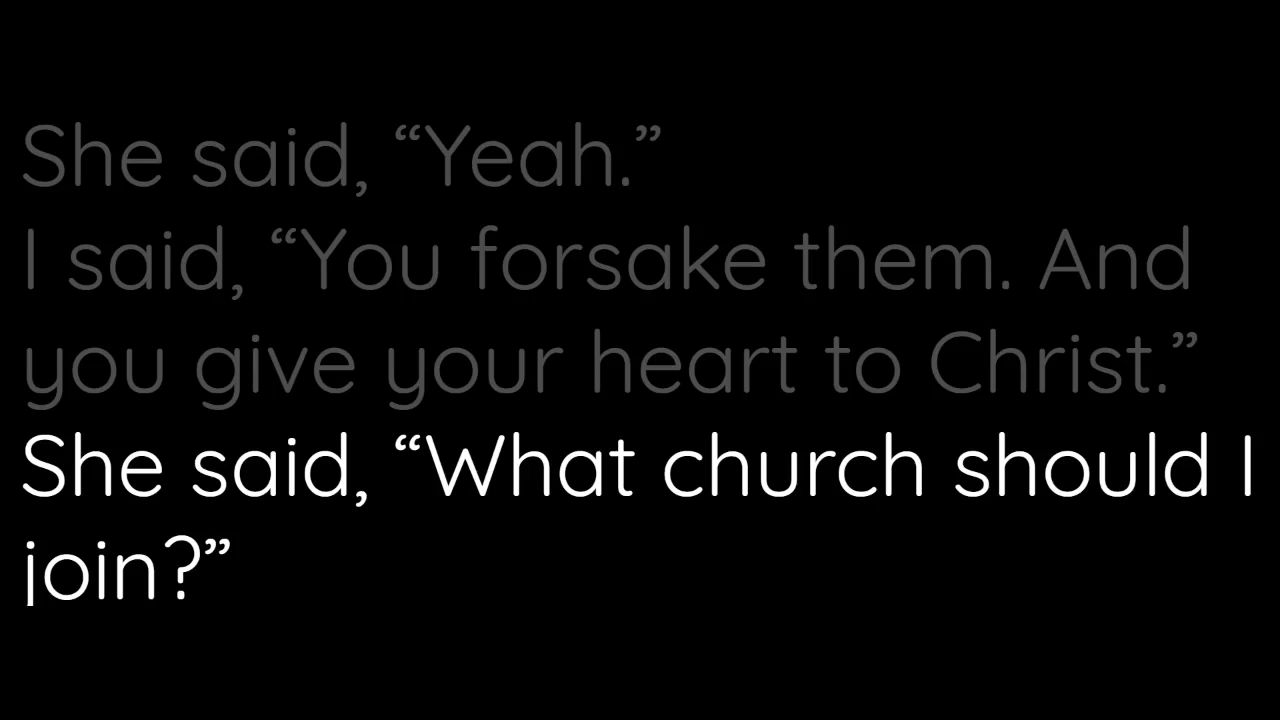 She said, “Yeah.”
I said, “You forsake them. And
you give your heart to Christ.”
She said, “What church should I
join?”